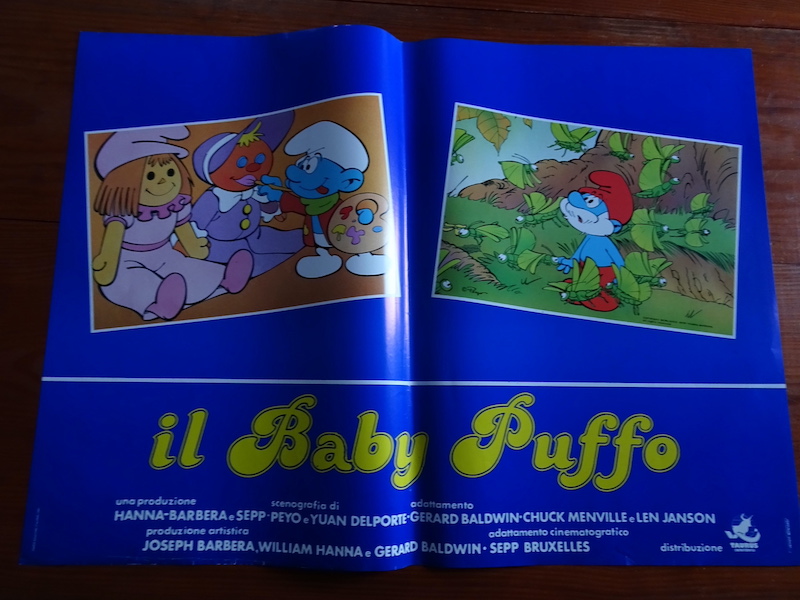 il Baby Puffo
una produzione
HANNA-BARBERA e SEPP
scenografia di
PEYO e YUAN DELPORTE
adattamento
GERARD BALDWIN-CHUCK MENVILLE e LEN JANSON
produzione artistica
JOSEPH BARBERA, WILLIAM HANNA e GERARD BALDWIN
adattamento cinematografico
SEPP BRUXELLES
distribuzione
TAURUS